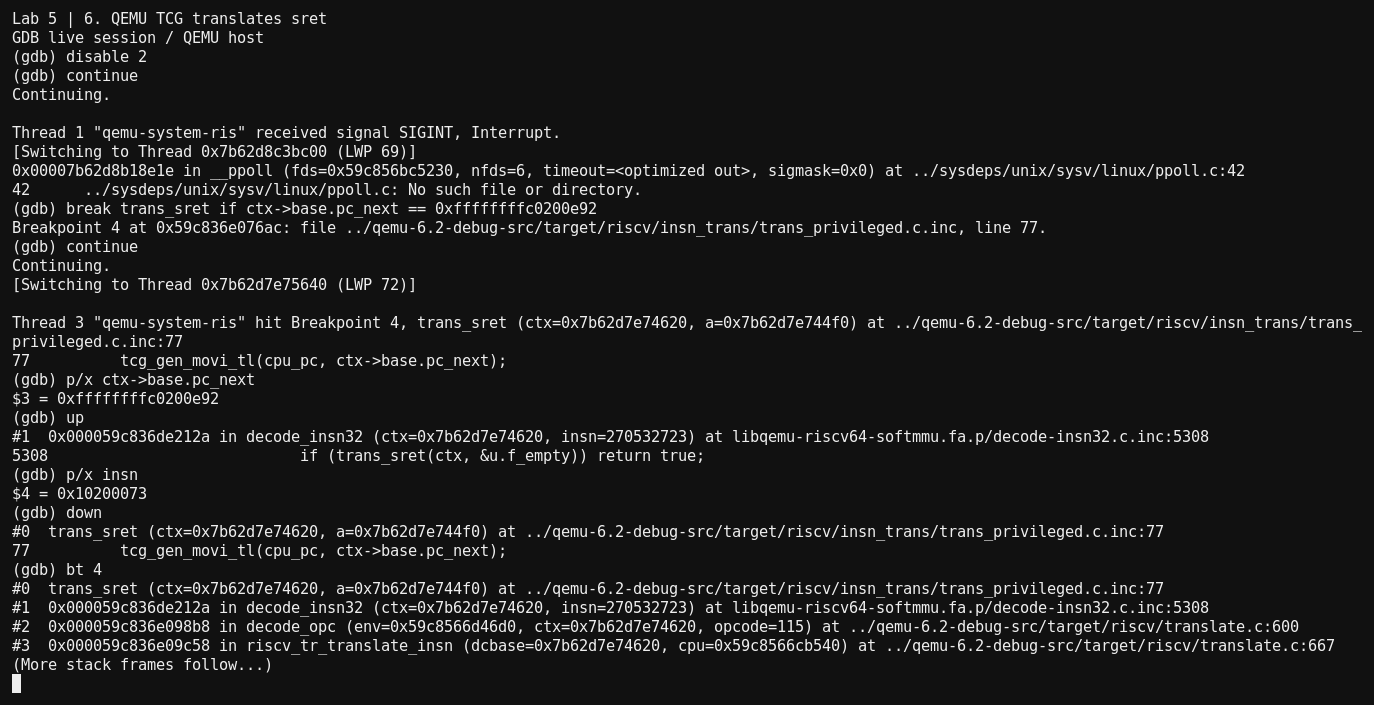 Lab 5 | 6. QEMU TCG translates sret
GDB live session / QEMU host
(gdb) disable 2
(gdb) continue
Continuing.

Thread 1 "qemu-system-ris" received signal SIGINT, Interrupt.
[Switching to Thread 0x7b62d8c3bc00 (LWP 69)]
0x00007b62d8b18e1e in __ppoll (fds=0x59c856bc5230, nfds=6, timeout=<optimized out>, sigmask=0x0) at ../sysdeps/unix/sysv/linux/ppoll.c:42
42      ../sysdeps/unix/sysv/linux/ppoll.c: No such file or directory.
(gdb) break trans_sret if ctx->base.pc_next == 0xffffffffc0200e92
Breakpoint 4 at 0x59c836e076ac: file ../qemu-6.2-debug-src/target/riscv/insn_trans/trans_privileged.c.inc, line 77.
(gdb) continue
Continuing.
[Switching to Thread 0x7b62d7e75640 (LWP 72)]

Thread 3 "qemu-system-ris" hit Breakpoint 4, trans_sret (ctx=0x7b62d7e74620, a=0x7b62d7e744f0) at ../qemu-6.2-debug-src/target/riscv/insn_trans/trans_
privileged.c.inc:77
77          tcg_gen_movi_tl(cpu_pc, ctx->base.pc_next);
(gdb) p/x ctx->base.pc_next
$3 = 0xffffffffc0200e92
(gdb) up
#1  0x000059c836de212a in decode_insn32 (ctx=0x7b62d7e74620, insn=270532723) at libqemu-riscv64-softmmu.fa.p/decode-insn32.c.inc:5308
5308                            if (trans_sret(ctx, &u.f_empty)) return true;
(gdb) p/x insn
$4 = 0x10200073
(gdb) down
#0  trans_sret (ctx=0x7b62d7e74620, a=0x7b62d7e744f0) at ../qemu-6.2-debug-src/target/riscv/insn_trans/trans_privileged.c.inc:77
77          tcg_gen_movi_tl(cpu_pc, ctx->base.pc_next);
(gdb) bt 4
#0  trans_sret (ctx=0x7b62d7e74620, a=0x7b62d7e744f0) at ../qemu-6.2-debug-src/target/riscv/insn_trans/trans_privileged.c.inc:77
#1  0x000059c836de212a in decode_insn32 (ctx=0x7b62d7e74620, insn=270532723) at libqemu-riscv64-softmmu.fa.p/decode-insn32.c.inc:5308
#2  0x000059c836e098b8 in decode_opc (env=0x59c8566d46d0, ctx=0x7b62d7e74620, opcode=115) at ../qemu-6.2-debug-src/target/riscv/translate.c:600
#3  0x000059c836e09c58 in riscv_tr_translate_insn (dcbase=0x7b62d7e74620, cpu=0x59c8566cb540) at ../qemu-6.2-debug-src/target/riscv/translate.c:667
(More stack frames follow...)